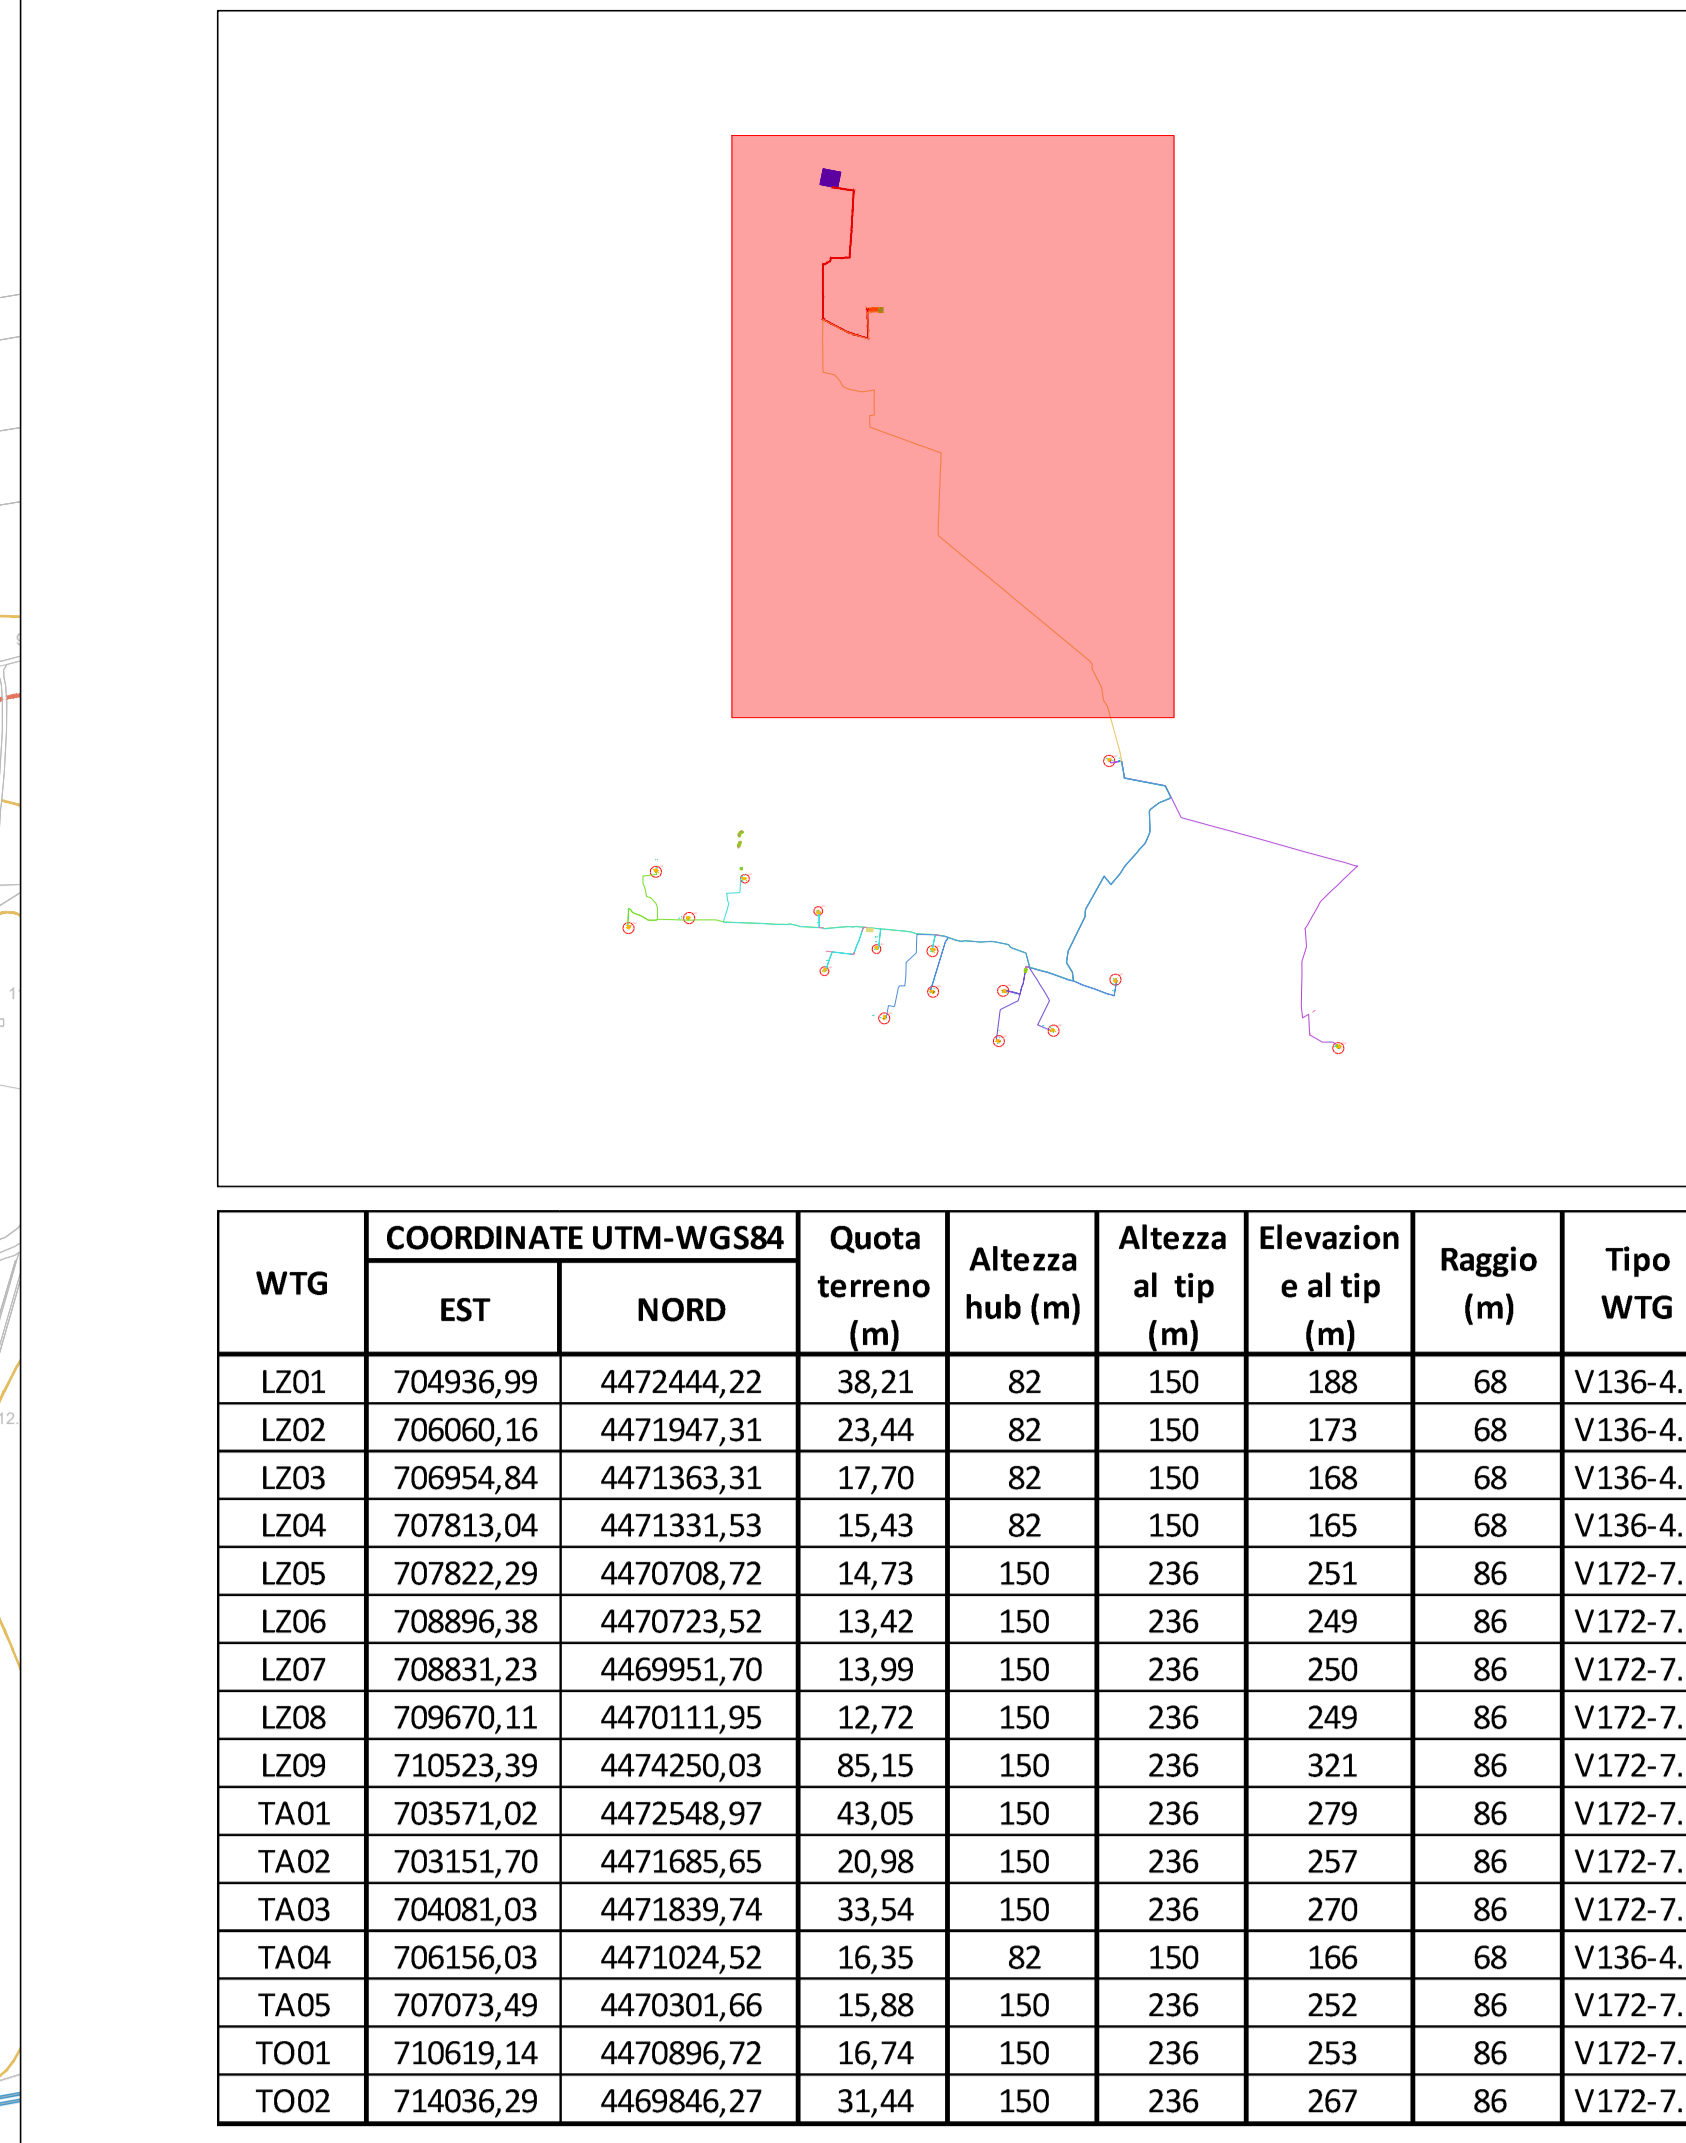 WTG COORDINATE UTM-WGS84 Quota terreno (m) Altezza hub (m) Altezza al tip (m) Elevazion e al tip (m) Raggio (m) Tipo WTG
EST NORD
LZ01 704936,99 4472444,22 38,21 82 150 188 68 V136-4.
LZ02 706060,16 4471947,31 23,44 82 150 173 68 V136-4.
LZ03 706954,84 4471363,31 17,70 82 150 168 68 V136-4.
LZ04 707813,04 4471331,53 15,43 82 150 165 68 V136-4.
LZ05 707822,29 4470708,72 14,73 150 236 251 86 V172-7.
LZ06 708896,38 4470723,52 13,42 150 236 249 86 V172-7.
LZ07 708831,23 4469951,70 13,99 150 236 250 86 V172-7.
LZ08 709670,11 4470111,95 12,72 150 236 249 86 V172-7.
LZ09 710523,39 4474250,03 85,15 150 236 321 86 V172-7.
TA01 703571,02 4472548,97 43,05 150 236 279 86 V172-7.
TA02 703151,70 4471685,65 20,98 150 236 257 86 V172-7.
TA03 704081,03 4471839,74 33,54 150 236 270 86 V172-7.
TA04 706156,03 4471024,52 16,35 82 150 166 68 V136-4.
TA05 707073,49 4470301,66 15,88 150 236 252 86 V172-7.
TO01 710619,14 4470896,72 16,74 150 236 253 86 V172-7.
TO02 714036,29 4469846,27 31,44 150 236 267 86 V172-7.
12.